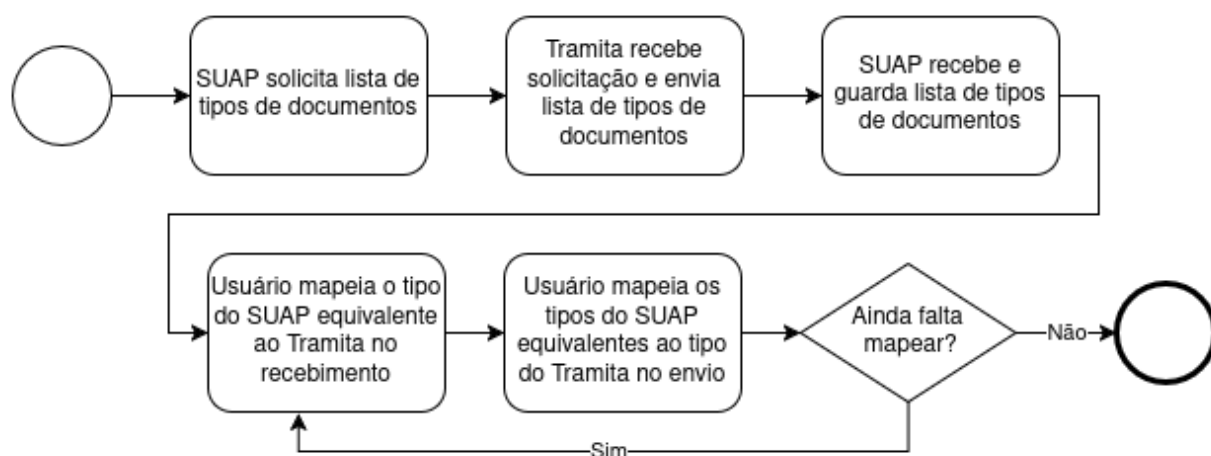 SUAP solicita lista de
tipos de documentos
Tramita recebe
solicitação e envia
lista de tipos de
documentos
SUAP recebe e
guarda lista de tipos
de documentos
Usuário mapeia o tipo
do SUAP equivalente
ao Tramita no
recebimento
Usuário mapeia os
tipos do SUAP
equivalentes ao tipo
do Tramita no envio
Ainda falta
mapear?
Não
Sim